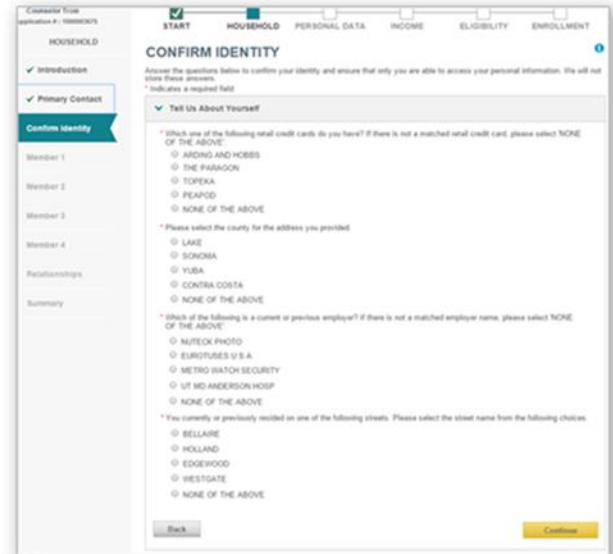 Counselor Trow
Application # : 1000003675
START HOUSEHOLD PERSONAL DATA INCOME ELIGIBILITY ENROLLMENT
HOUSEHOLD
Introduction
Primary Contact
Confirm Identity
Member 1
Member 2
Member 3
Member 4
Relationships
Summary
CONFIRM IDENTITY
Answer the questions below to confirm your identity and ensure that only you are able to access your personal information. We will not
store these answers.
* Indicates a required field
Tell Us About Yourself
* Which one of the following retail credit cards do you have? If there is not a matched retail credit card, please select 'NONE
OF THE ABOVE'.
ARDING AND HOBBS
THE PARAGON
TOPEKA
PEAPOD
NONE OF THE ABOVE
* Please select the county for the address you provided.
LAKE
SONOMA
YUBA
CONTRA COSTA
NONE OF THE ABOVE
* Which of the following is a current or previous employer? If there is not a matched employer name, please select 'NONE
OF THE ABOVE'.
NUTECK PHOTO
EUROTUSES U S A
METRO WATCH SECURITY
UT MD ANDERSON HOSP
NONE OF THE ABOVE
* You currently or previously resided on one of the following streets. Please select the street name from the following choices.
BELLAIRE
HOLLAND
EDGEWOOD
WESTGATE
NONE OF THE ABOVE
Back
Continue